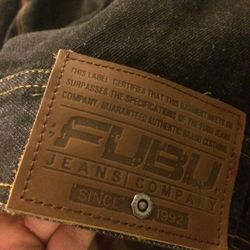 THIS LABEL CERTIFIES THAT THIS GARMENT MEETS OR
SURPASSES THE SPECIFICATIONS OF THE FUBU JEANS
COMPANY. GUARANTEED AUTHENTIC BRAND CLOTHING
FUBU
JEANS COMPANY
"SINCE 1992